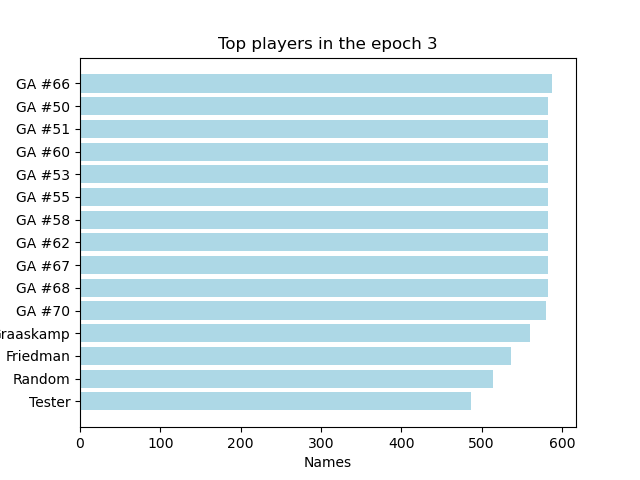 Top players in the epoch 3
GA #66
GA #50
GA #51
GA #60
GA #53
GA #55
GA #58
GA #62
GA #67
GA #68
GA #70
raaskamp
Friedman
Random
Tester
0 100 200 300 400 500 600
Names